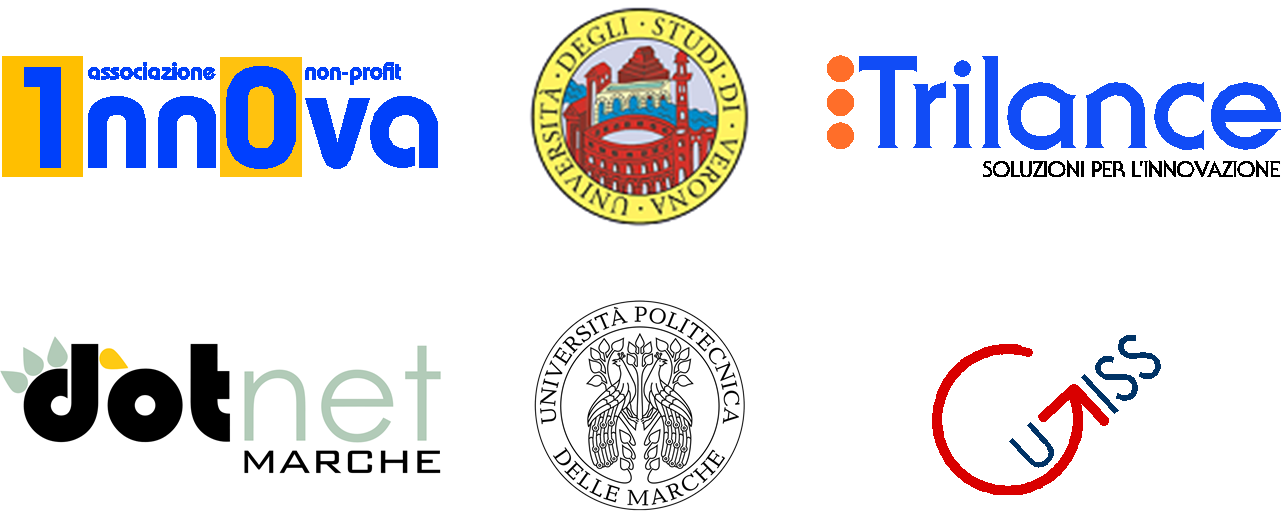 associazione non-profit
1nn0va
UNIVERSITÀ · DEGLI · STUDI · DI · VERONA ·
Trilance
SOLUZIONI PER L'INNOVAZIONE
dotnet
MARCHE
UNIVERSITÀ POLITECNICA
DELLE MARCHE
UGISS